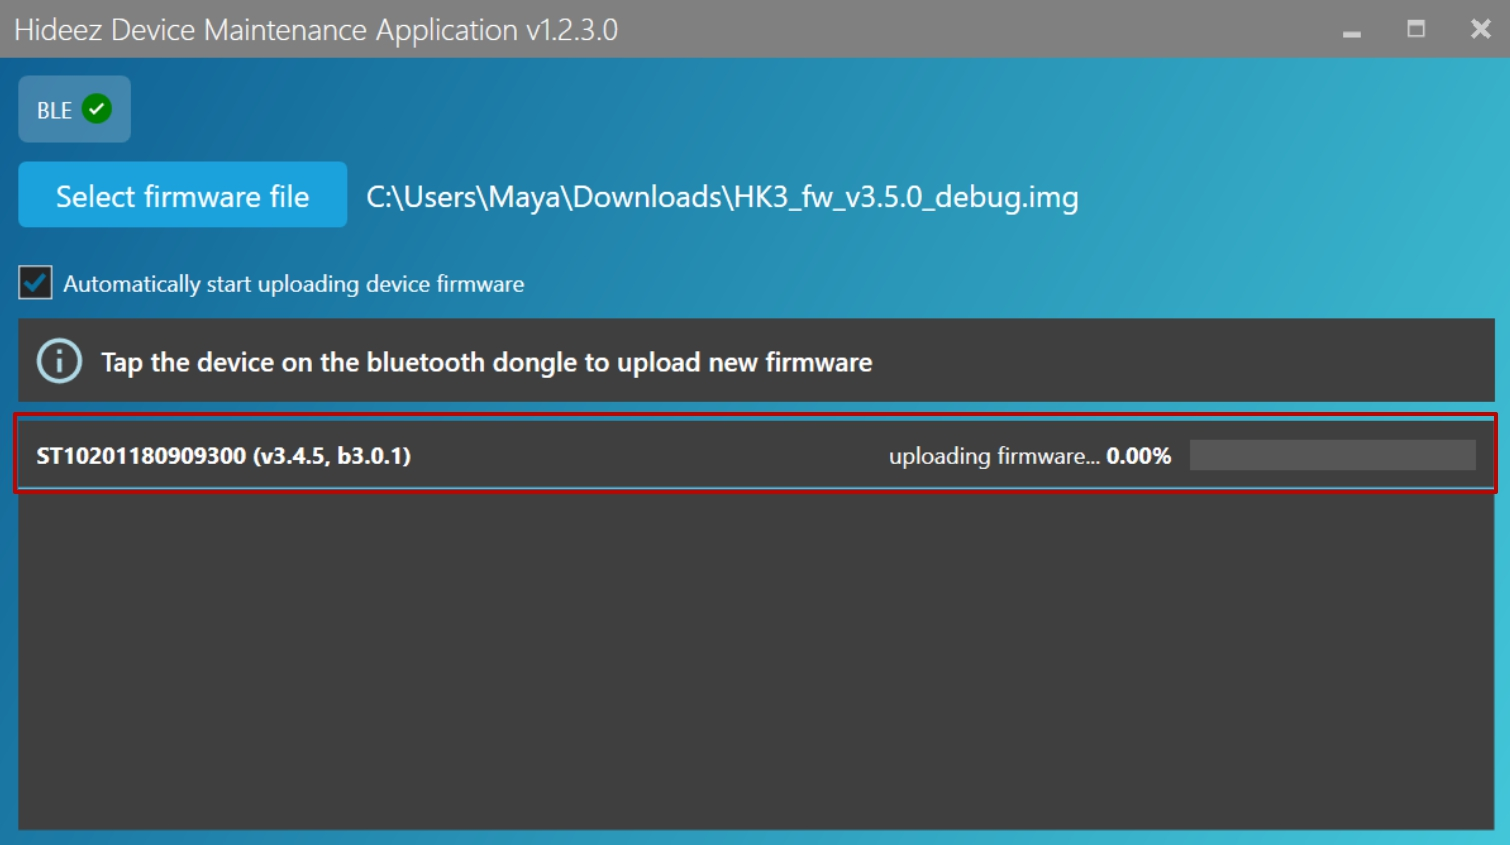 Hideez Device Maintenance Application v1.2.3.0
BLE
Select firmware file C:\Users\Maya\Downloads\HK3_fw_v3.5.0_debug.img
Automatically start uploading device firmware
Tap the device on the bluetooth dongle to upload new firmware
ST10201180909300 (v3.4.5, b3.0.1) uploading firmware... 0.00%